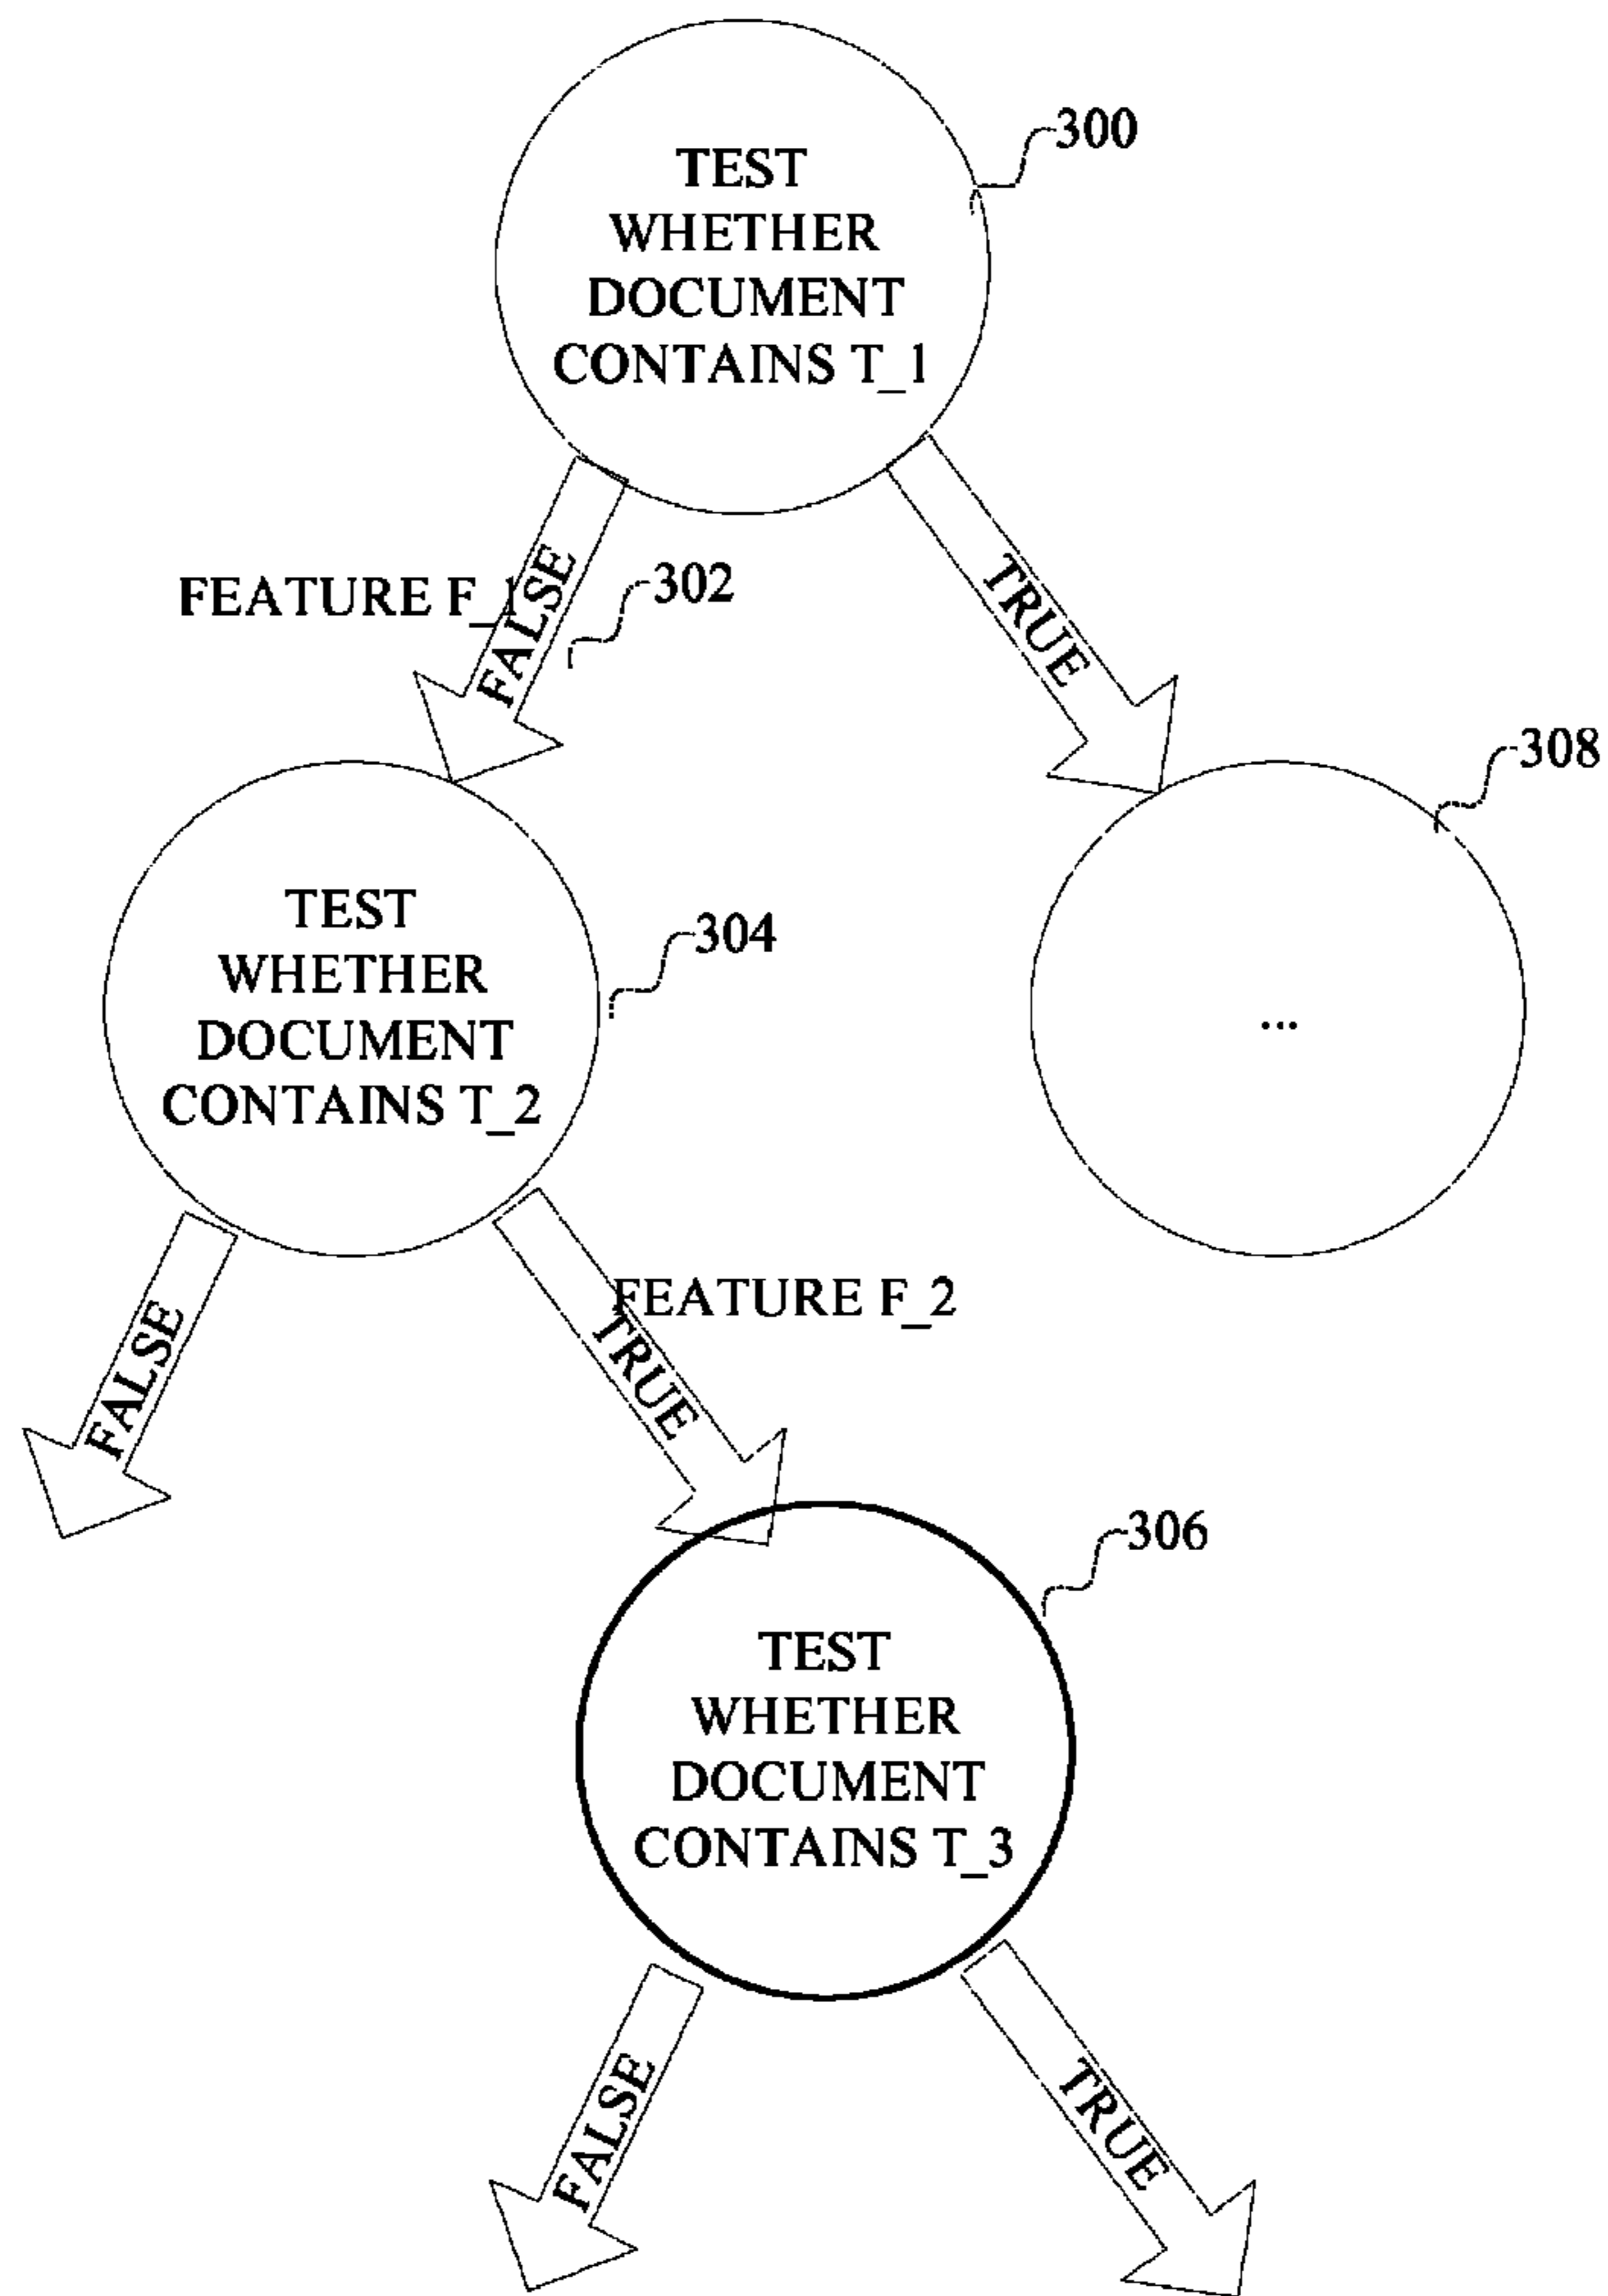 300
TEST
WHETHER
DOCUMENT
CONTAINS T_1
FEATURE F_1
FALSE
302
TRUE
308
TEST
WHETHER
DOCUMENT
CONTAINS T_2
304
...
FEATURE F_2
FALSE
TRUE
306
TEST
WHETHER
DOCUMENT
CONTAINS T_3
FALSE
TRUE